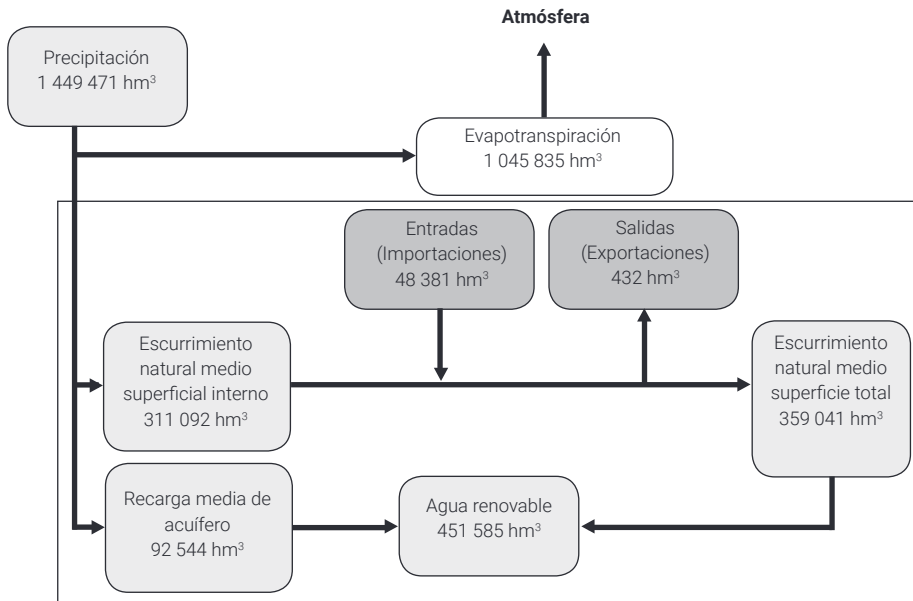 Atmósfera
Precipitación
1 449 471 hm³
Evapotranspiración
1 045 835 hm³
Entradas
(Importaciones)
48 381 hm³
Salidas
(Exportaciones)
432 hm³
Escurrimiento
natural medio
superficial interno
311 092 hm³
Escurrimiento
natural medio
superficie total
359 041 hm³
Recarga media de
acuífero
92 544 hm³
Agua renovable
451 585 hm³